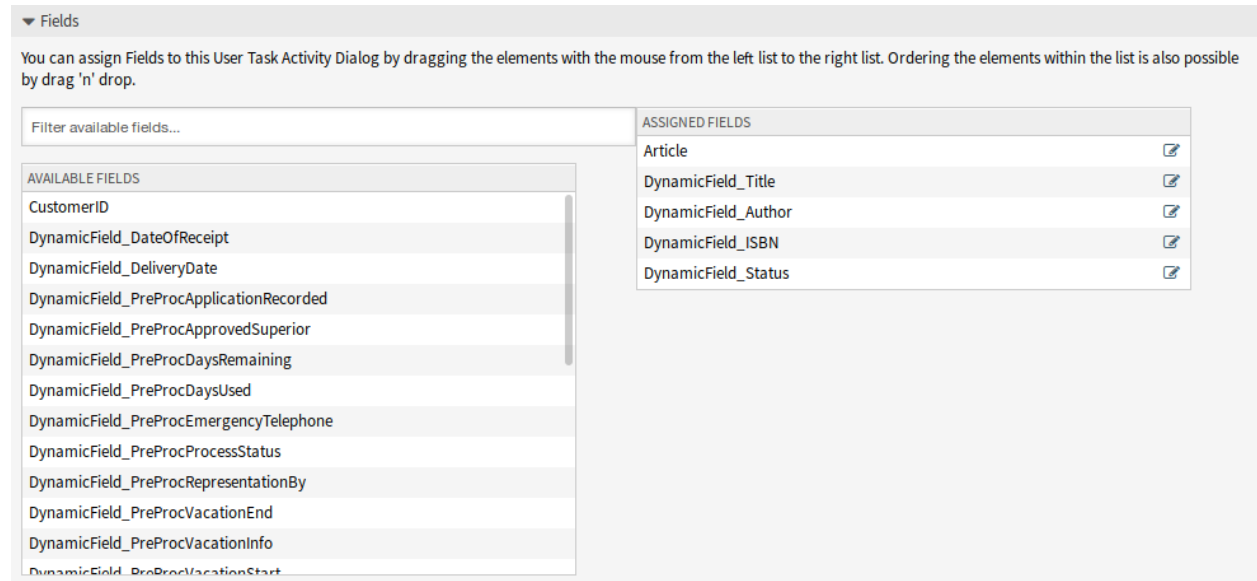 Fields
You can assign Fields to this User Task Activity Dialog by dragging the elements with the mouse from the left list to the right list. Ordering the elements within the list is also possible
by drag 'n' drop.
Filter available fields...
AVAILABLE FIELDS
CustomerID
DynamicField_DateOfReceipt
DynamicField_DeliveryDate
DynamicField_PreProcApplicationRecorded
DynamicField_PreProcApprovedSuperior
DynamicField_PreProcDaysRemaining
DynamicField_PreProcDaysUsed
DynamicField_PreProcEmergencyTelephone
DynamicField_PreProcProcessStatus
DynamicField_PreProcRepresentationBy
DynamicField_PreProcVacationEnd
DynamicField_PreProcVacationInfo
DynamicField_PreProcVacationStart
ASSIGNED FIELDS
Article
DynamicField_Title
DynamicField_Author
DynamicField_ISBN
DynamicField_Status